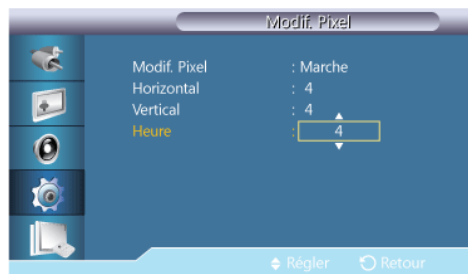 Modif. Pixel
Modif. Pixel : Marche
Horizontal : 4
Vertical : 4
Heure : 4
Régler Retour